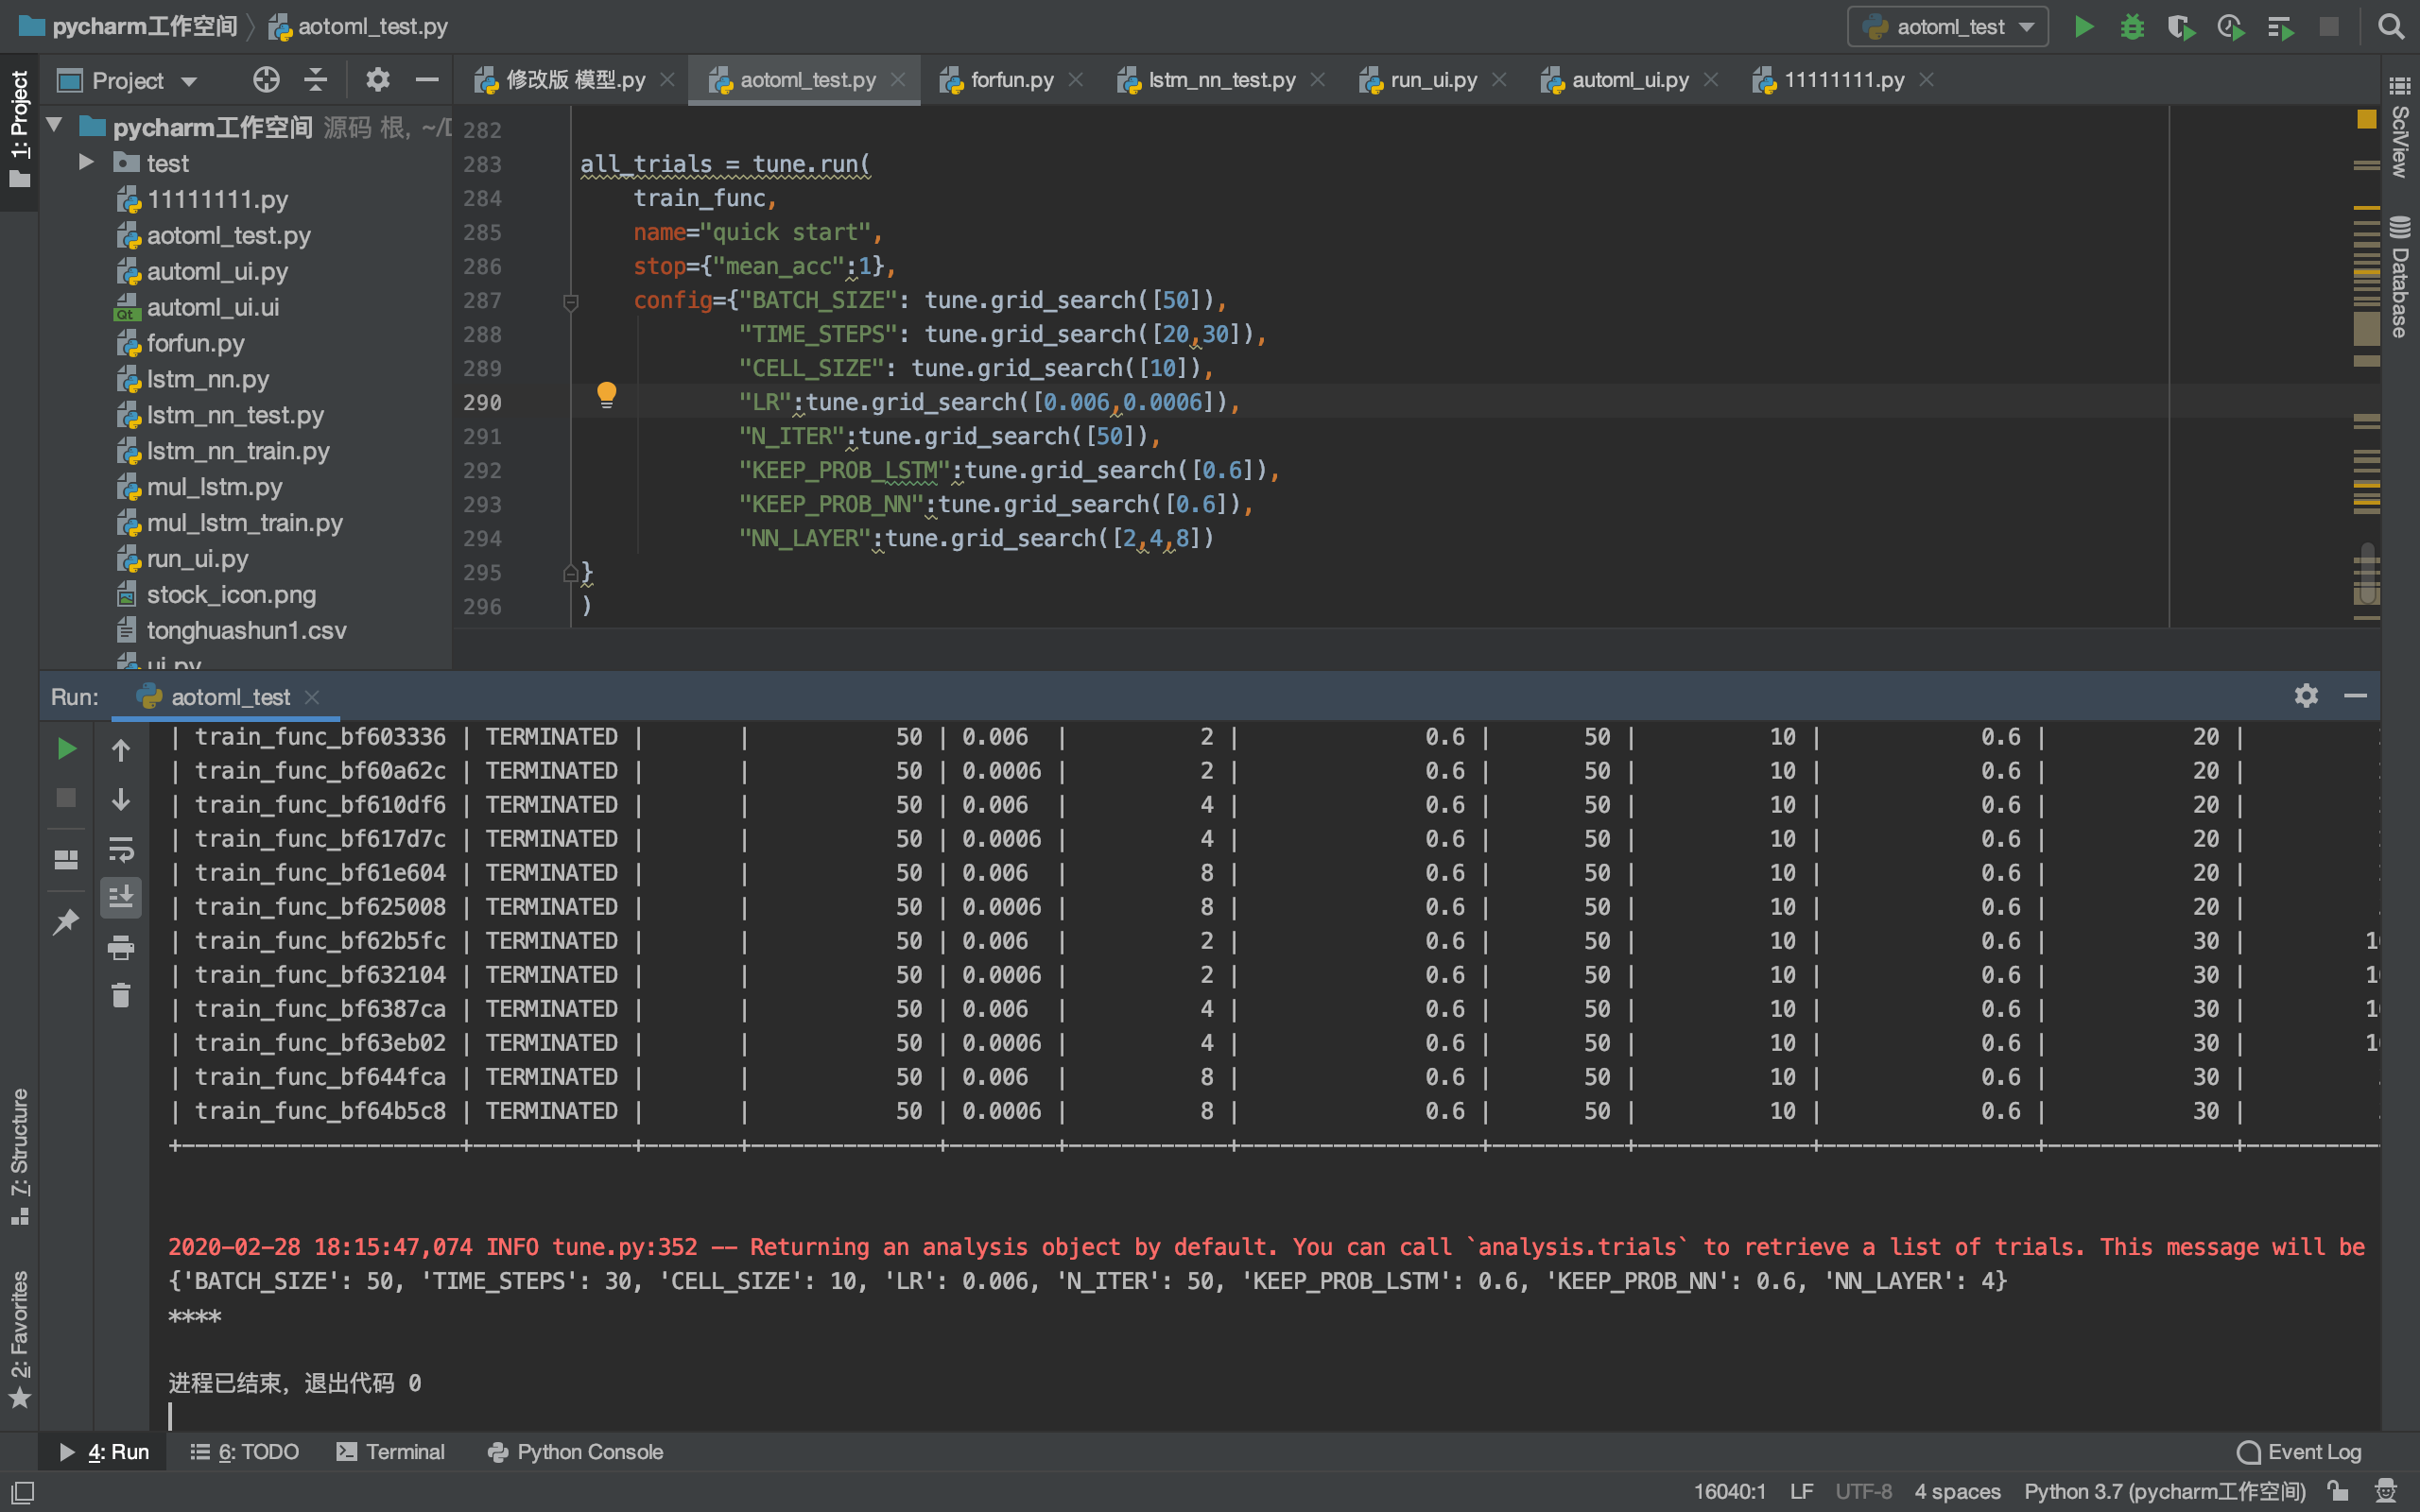 pycharm工作空间 aotoml_test.py aotoml_test
Project 修改版 模型.py aotoml_test.py forfun.py lstm_nn_test.py run_ui.py automl_ui.py 11111111.py
1: Project
pycharm工作空间 源码 根, ~/
test
11111111.py
aotoml_test.py
automl_ui.py
automl_ui.ui
forfun.py
lstm_nn.py
lstm_nn_test.py
lstm_nn_train.py
mul_lstm.py
mul_lstm_train.py
run_ui.py
stock_icon.png
tonghuashun1.csv
ui.py
282
283 all_trials = tune.run(
284 train_func,
285 name="quick start",
286 stop={"mean_acc":1},
287 config={"BATCH_SIZE": tune.grid_search([50]),
288 "TIME_STEPS": tune.grid_search([20,30]),
289 "CELL_SIZE": tune.grid_search([10]),
290 "LR":tune.grid_search([0.006,0.0006]),
291 "N_ITER":tune.grid_search([50]),
292 "KEEP_PROB_LSTM":tune.grid_search([0.6]),
293 "KEEP_PROB_NN":tune.grid_search([0.6]),
294 "NN_LAYER":tune.grid_search([2,4,8])
295 }
296 )
SciView
Database
Run: aotoml_test
| train_func_bf603336 | TERMINATED | | 50 | 0.006 | 2 | 0.6 | 50 | 10 | 0.6 | 20 |
| train_func_bf60a62c | TERMINATED | | 50 | 0.0006 | 2 | 0.6 | 50 | 10 | 0.6 | 20 |
| train_func_bf610df6 | TERMINATED | | 50 | 0.006 | 4 | 0.6 | 50 | 10 | 0.6 | 20 |
| train_func_bf617d7c | TERMINATED | | 50 | 0.0006 | 4 | 0.6 | 50 | 10 | 0.6 | 20 |
| train_func_bf61e604 | TERMINATED | | 50 | 0.006 | 8 | 0.6 | 50 | 10 | 0.6 | 20 |
| train_func_bf625008 | TERMINATED | | 50 | 0.0006 | 8 | 0.6 | 50 | 10 | 0.6 | 20 |
| train_func_bf62b5fc | TERMINATED | | 50 | 0.006 | 2 | 0.6 | 50 | 10 | 0.6 | 30 | 1
| train_func_bf632104 | TERMINATED | | 50 | 0.0006 | 2 | 0.6 | 50 | 10 | 0.6 | 30 | 1
| train_func_bf6387ca | TERMINATED | | 50 | 0.006 | 4 | 0.6 | 50 | 10 | 0.6 | 30 | 1
| train_func_bf63eb02 | TERMINATED | | 50 | 0.0006 | 4 | 0.6 | 50 | 10 | 0.6 | 30 | 1
| train_func_bf644fca | TERMINATED | | 50 | 0.006 | 8 | 0.6 | 50 | 10 | 0.6 | 30 |
| train_func_bf64b5c8 | TERMINATED | | 50 | 0.0006 | 8 | 0.6 | 50 | 10 | 0.6 | 30 |
2020-02-28 18:15:47,074 INFO tune.py:352 -- Returning an analysis object by default. You can call `analysis.trials` to retrieve a list of trials. This message will be
{'BATCH_SIZE': 50, 'TIME_STEPS': 30, 'CELL_SIZE': 10, 'LR': 0.006, 'N_ITER': 50, 'KEEP_PROB_LSTM': 0.6, 'KEEP_PROB_NN': 0.6, 'NN_LAYER': 4}
****
进程已结束，退出代码 0
7: Structure
2: Favorites
4: Run 6: TODO Terminal Python Console Event Log
16040:1 LF UTF-8 4 spaces Python 3.7 (pycharm工作空间)